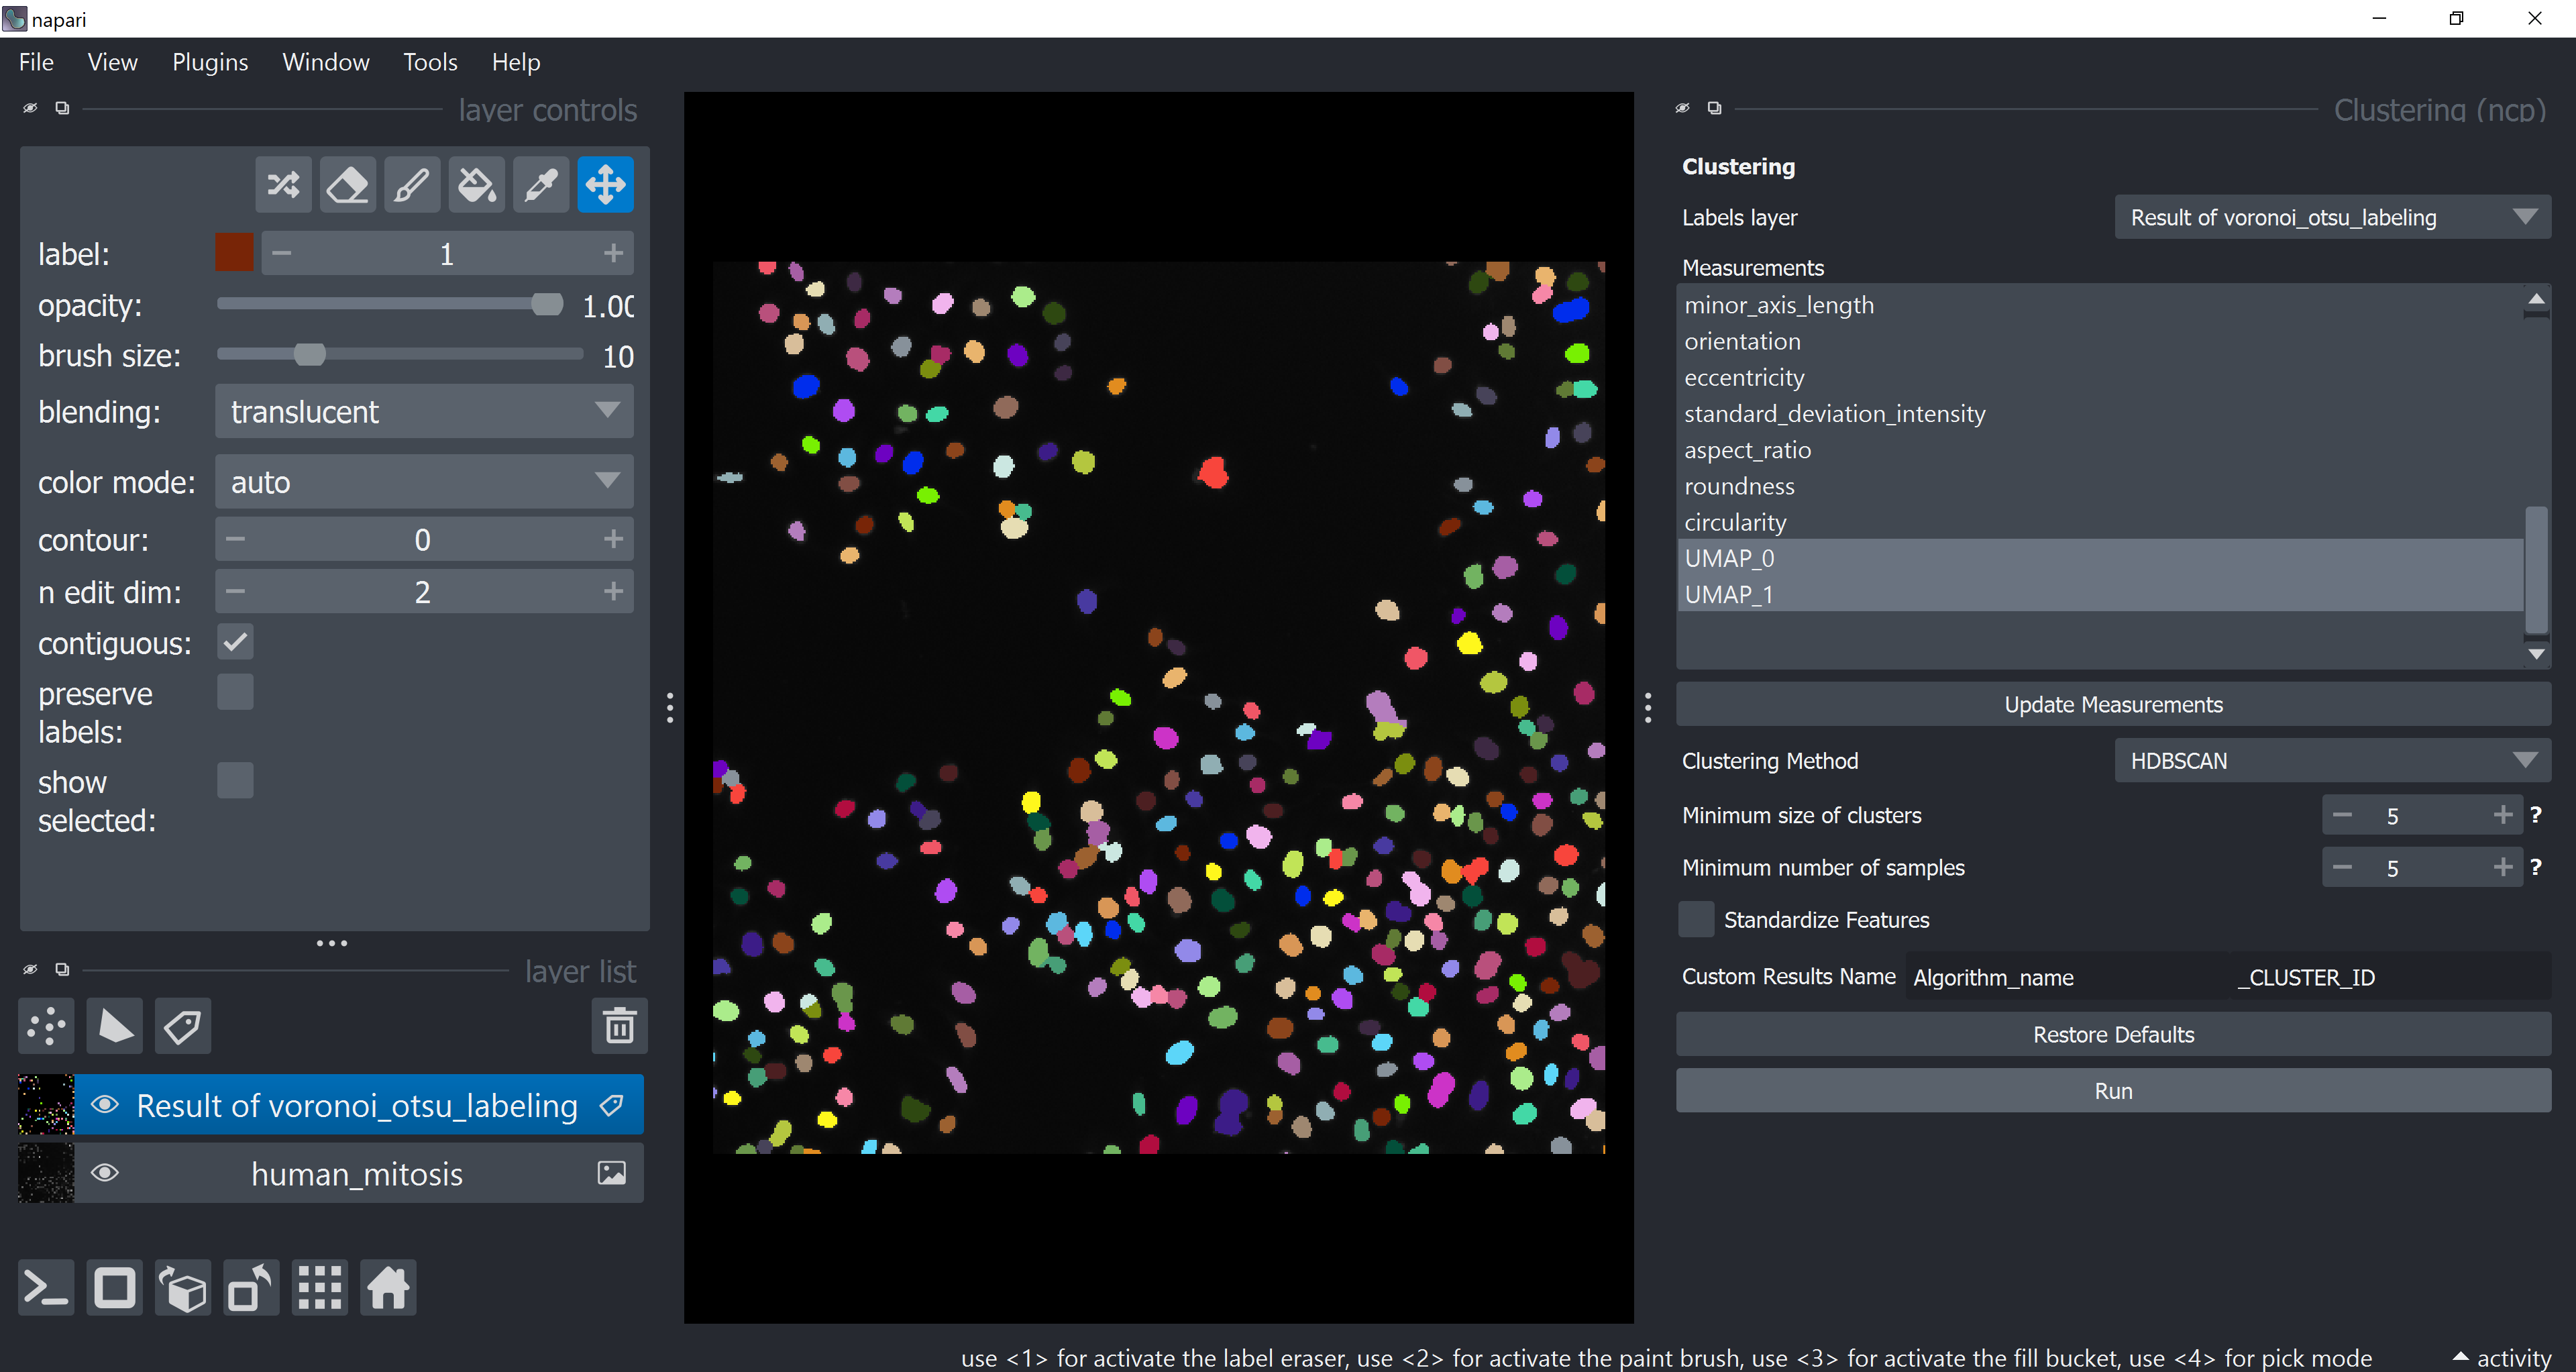 napari
File View Plugins Window Tools Help
layer controls
label: 1
opacity: 1.00
brush size: 10
blending: translucent
color mode: auto
contour: 0
n edit dim: 2
contiguous:
preserve
labels:
show
selected:
layer list
Result of voronoi_otsu_labeling
human_mitosis
Clustering (ncp)
Clustering
Labels layer Result of voronoi_otsu_labeling
Measurements
minor_axis_length
orientation
eccentricity
standard_deviation_intensity
aspect_ratio
roundness
circularity
UMAP_0
UMAP_1
Update Measurements
Clustering Method HDBSCAN
Minimum size of clusters 5 ?
Minimum number of samples 5 ?
Standardize Features
Custom Results Name Algorithm_name _CLUSTER_ID
Restore Defaults
Run
use <1> for activate the label eraser, use <2> for activate the paint brush, use <3> for activate the fill bucket, use <4> for pick mode activity